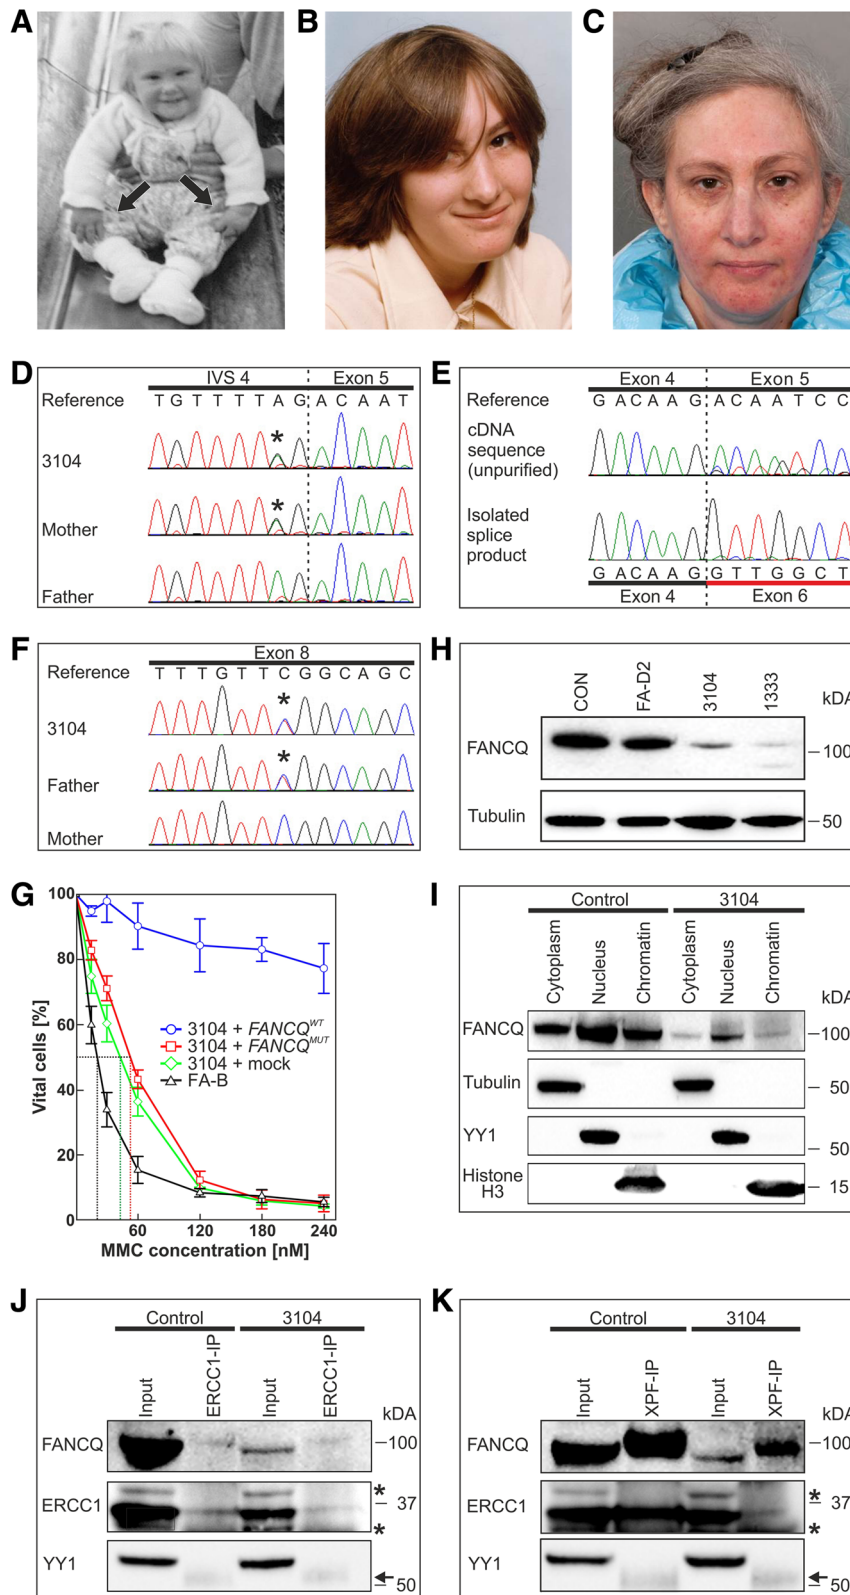 A
B
C
D
IVS 4
Exon 5
Reference
T G T T T T A G A C A A T
*
3104
*
Mother
Father
E
Exon 4
Exon 5
Reference
G A C A A G A C A A T C C
cDNA
sequence
(unpurified)
Isolated
splice
product
G A C A A G G T T G G C T
Exon 4
Exon 6
F
Exon 8
Reference
T T T G T T C G G C A G C
*
3104
*
Father
Mother
H
CON
FA-D2
3104
1333
kDA
FANCQ
100
Tubulin
50
G
100
80
60
40
20
0
Vital cells [%]
3104 + FANCQWT
3104 + FANCQMUT
3104 + mock
FA-B
60
120
180
240
MMC concentration [nM]
I
Control
3104
Cytoplasm
Nucleus
Chromatin
Cytoplasm
Nucleus
Chromatin
kDA
FANCQ
100
Tubulin
50
YY1
50
Histone
H3
15
J
Control
3104
Input
ERCC1-IP
Input
ERCC1-IP
kDA
FANCQ
100
ERCC1
*
37
*
YY1
50
K
Control
3104
Input
XPF-IP
Input
XPF-IP
kDA
FANCQ
100
ERCC1
*
37
*
YY1
50